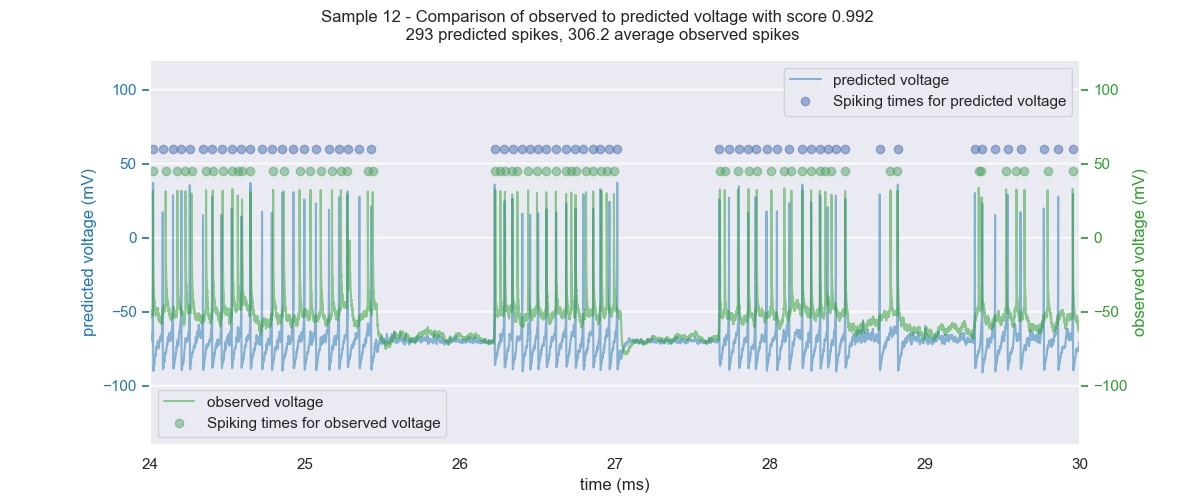 Sample 12 - Comparison of observed to predicted voltage with score 0.992
293 predicted spikes, 306.2 average observed spikes
predicted voltage
Spiking times for predicted voltage
100
50
0
−50
−100
predicted voltage (mV)
100
50
0
−50
−100
observed voltage (mV)
observed voltage
Spiking times for observed voltage
24 25 26 27 28 29 30
time (ms)